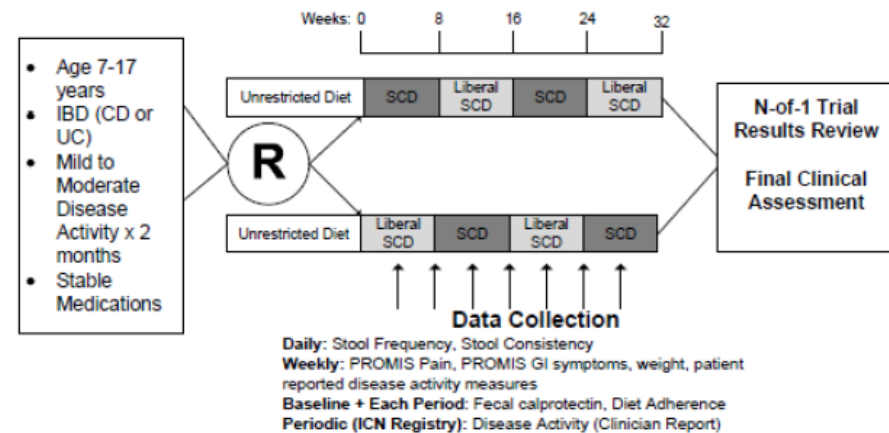 Weeks: 0 8 16 24 32
• Age 7-17
years
• IBD (CD or
UC)
• Mild to
Moderate
Disease
Activity x 2
months
• Stable
Medications
R
Unrestricted Diet SCD Liberal SCD SCD Liberal SCD
Unrestricted Diet Liberal SCD SCD Liberal SCD SCD
N-of-1 Trial
Results Review
Final Clinical
Assessment
Data Collection
Daily: Stool Frequency, Stool Consistency
Weekly: PROMIS Pain, PROMIS GI symptoms, weight, patient
reported disease activity measures
Baseline + Each Period: Fecal calprotectin, Diet Adherence
Periodic (ICN Registry): Disease Activity (Clinician Report)